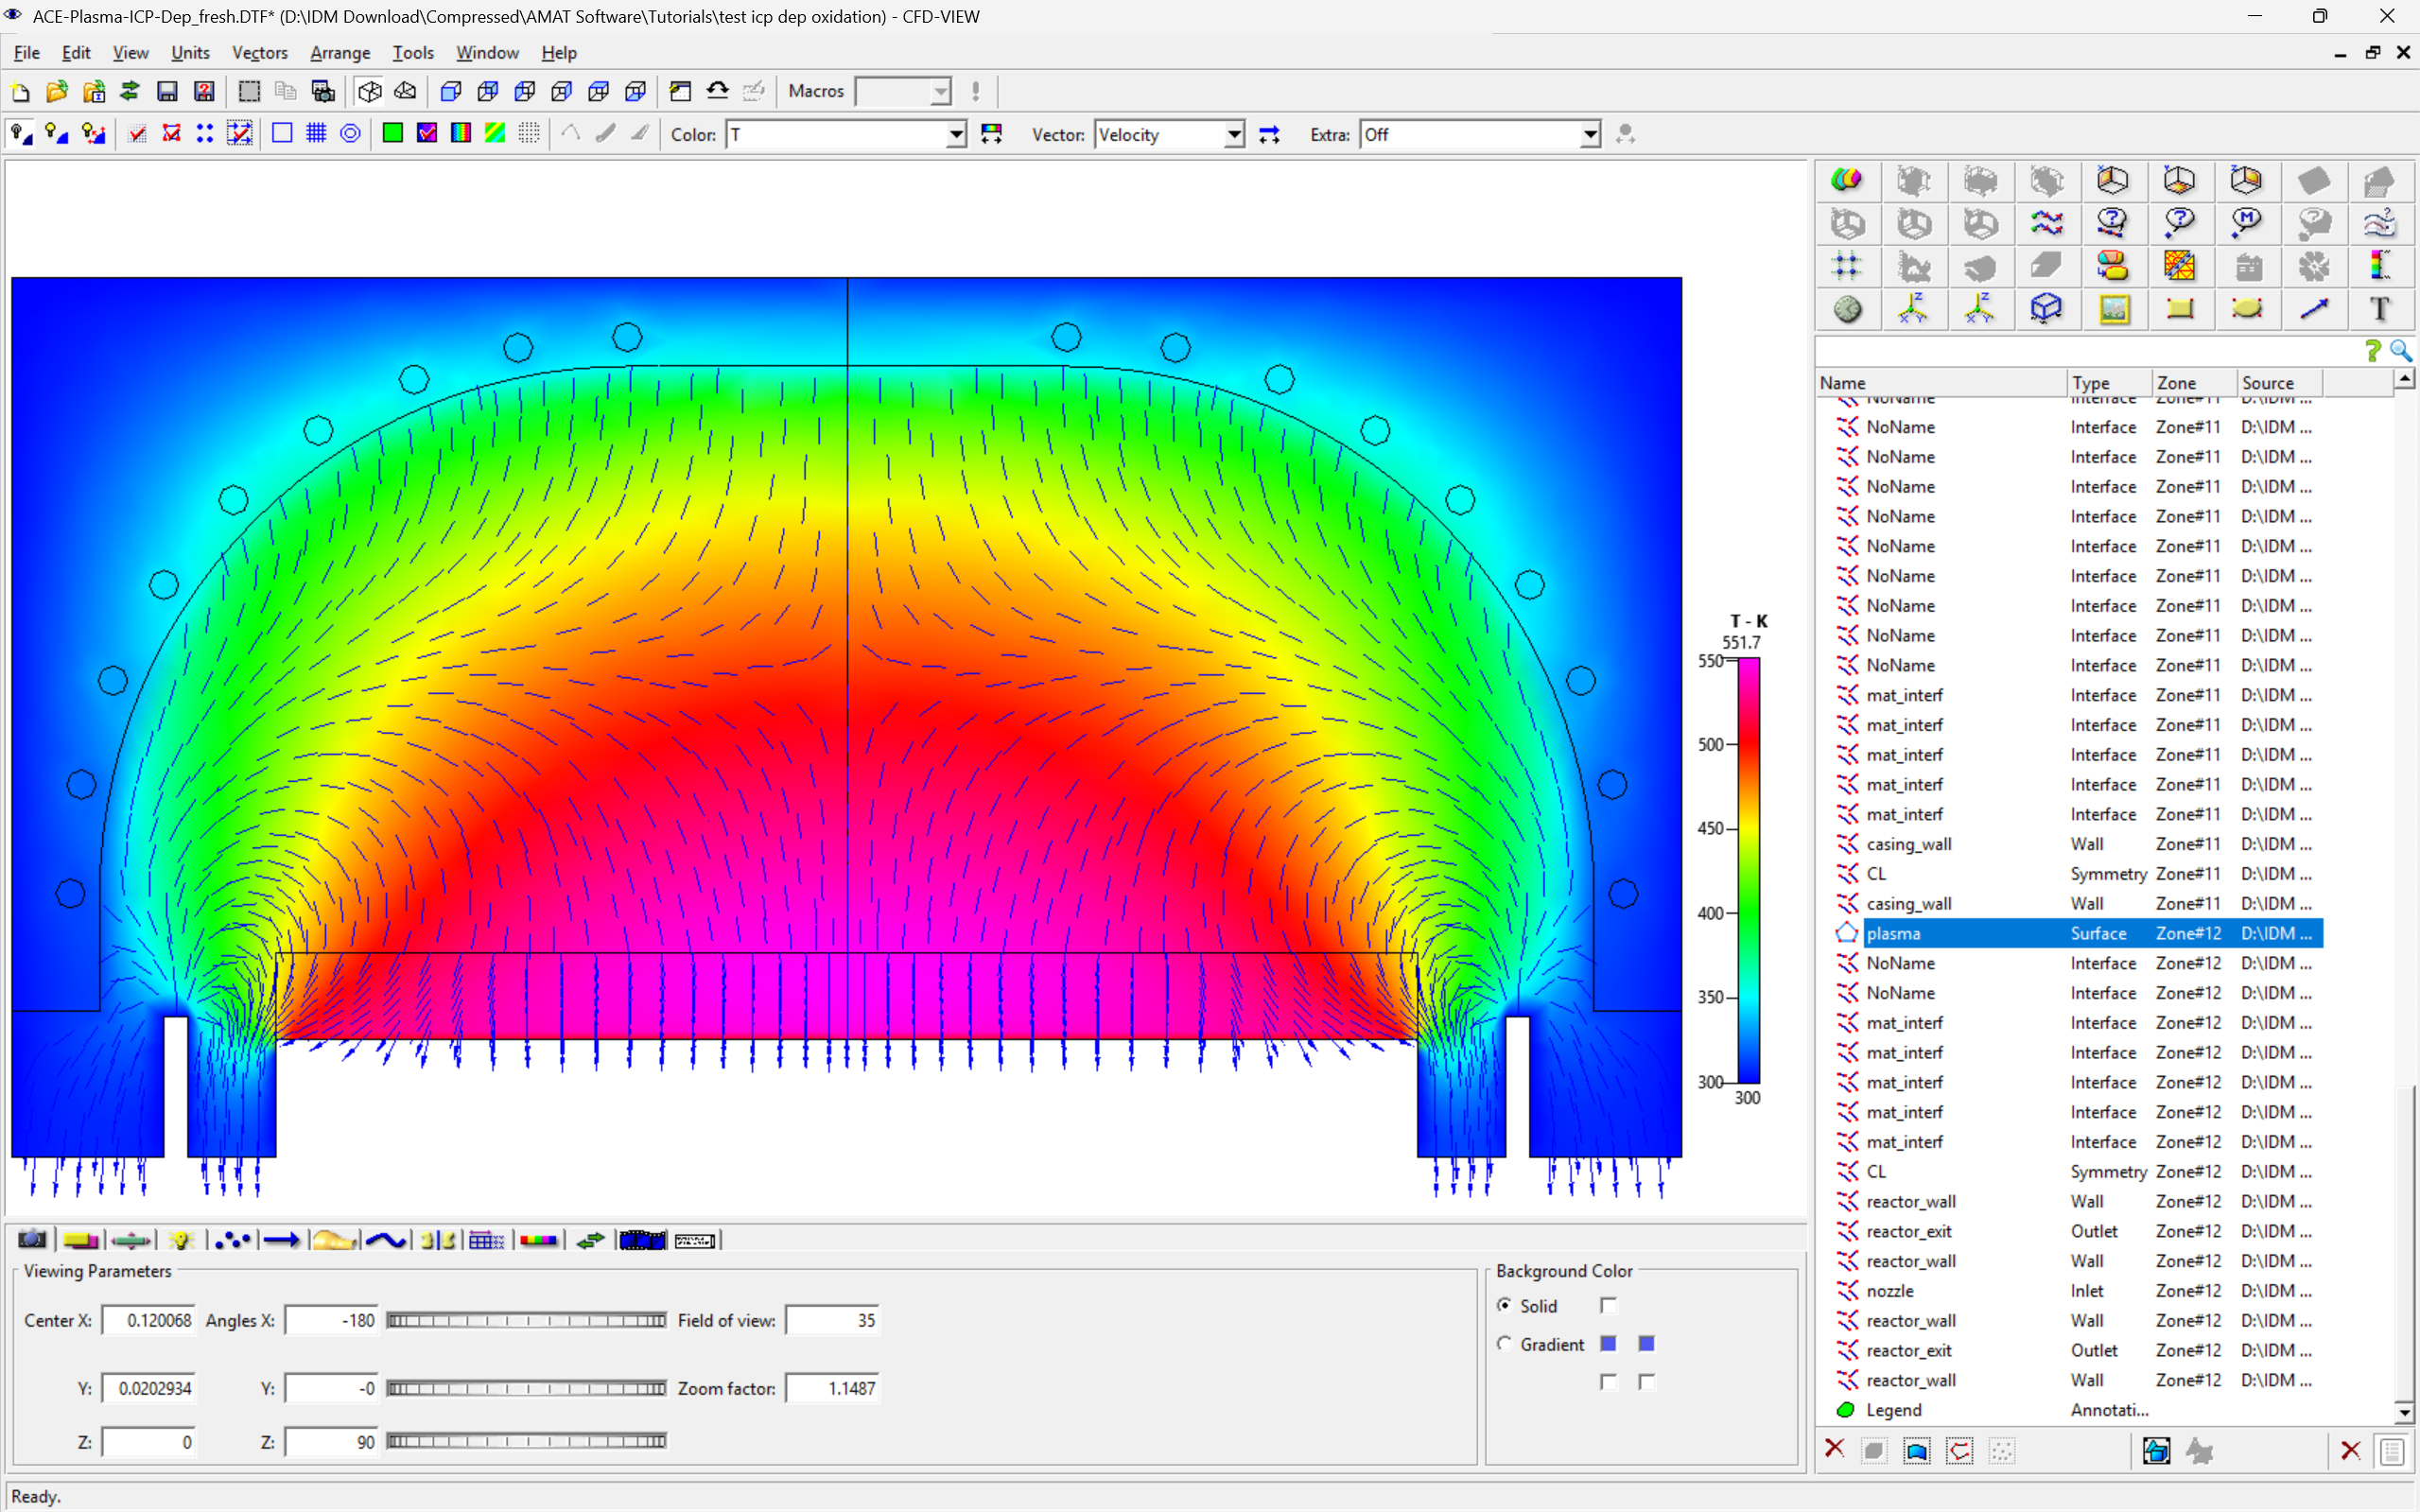 ACE-Plasma-ICP-Dep_fresh.DTF* (D:\IDM Download\Compressed\AMAT Software\Tutorials\test icp dep oxidation) - CFD-VIEW
File Edit View Units Vectors Arrange Tools Window Help
Macros
Color: T Vector: Velocity Extra: Off
T - K
551.7
550
500
450
400
350
300
300
Name Type Zone Source
NoName Interface Zone#11 D:\IDM ...
NoName Interface Zone#11 D:\IDM ...
NoName Interface Zone#11 D:\IDM ...
NoName Interface Zone#11 D:\IDM ...
NoName Interface Zone#11 D:\IDM ...
NoName Interface Zone#11 D:\IDM ...
NoName Interface Zone#11 D:\IDM ...
NoName Interface Zone#11 D:\IDM ...
NoName Interface Zone#11 D:\IDM ...
NoName Interface Zone#11 D:\IDM ...
mat_interf Interface Zone#11 D:\IDM ...
mat_interf Interface Zone#11 D:\IDM ...
mat_interf Interface Zone#11 D:\IDM ...
mat_interf Interface Zone#11 D:\IDM ...
mat_interf Interface Zone#11 D:\IDM ...
casing_wall Wall Zone#11 D:\IDM ...
CL Symmetry Zone#11 D:\IDM ...
casing_wall Wall Zone#11 D:\IDM ...
plasma Surface Zone#12 D:\IDM ...
NoName Interface Zone#12 D:\IDM ...
NoName Interface Zone#12 D:\IDM ...
mat_interf Interface Zone#12 D:\IDM ...
mat_interf Interface Zone#12 D:\IDM ...
mat_interf Interface Zone#12 D:\IDM ...
mat_interf Interface Zone#12 D:\IDM ...
mat_interf Interface Zone#12 D:\IDM ...
CL Symmetry Zone#12 D:\IDM ...
reactor_wall Wall Zone#12 D:\IDM ...
reactor_exit Outlet Zone#12 D:\IDM ...
reactor_wall Wall Zone#12 D:\IDM ...
nozzle Inlet Zone#12 D:\IDM ...
reactor_wall Wall Zone#12 D:\IDM ...
reactor_exit Outlet Zone#12 D:\IDM ...
reactor_wall Wall Zone#12 D:\IDM ...
Legend Annotati...
Viewing Parameters
Center X: 0.120068 Angles X: -180 Field of view: 35
Y: 0.0202934 Y: -0 Zoom factor: 1.1487
Z: 0 Z: 90
Background Color
Solid
Gradient
Ready.